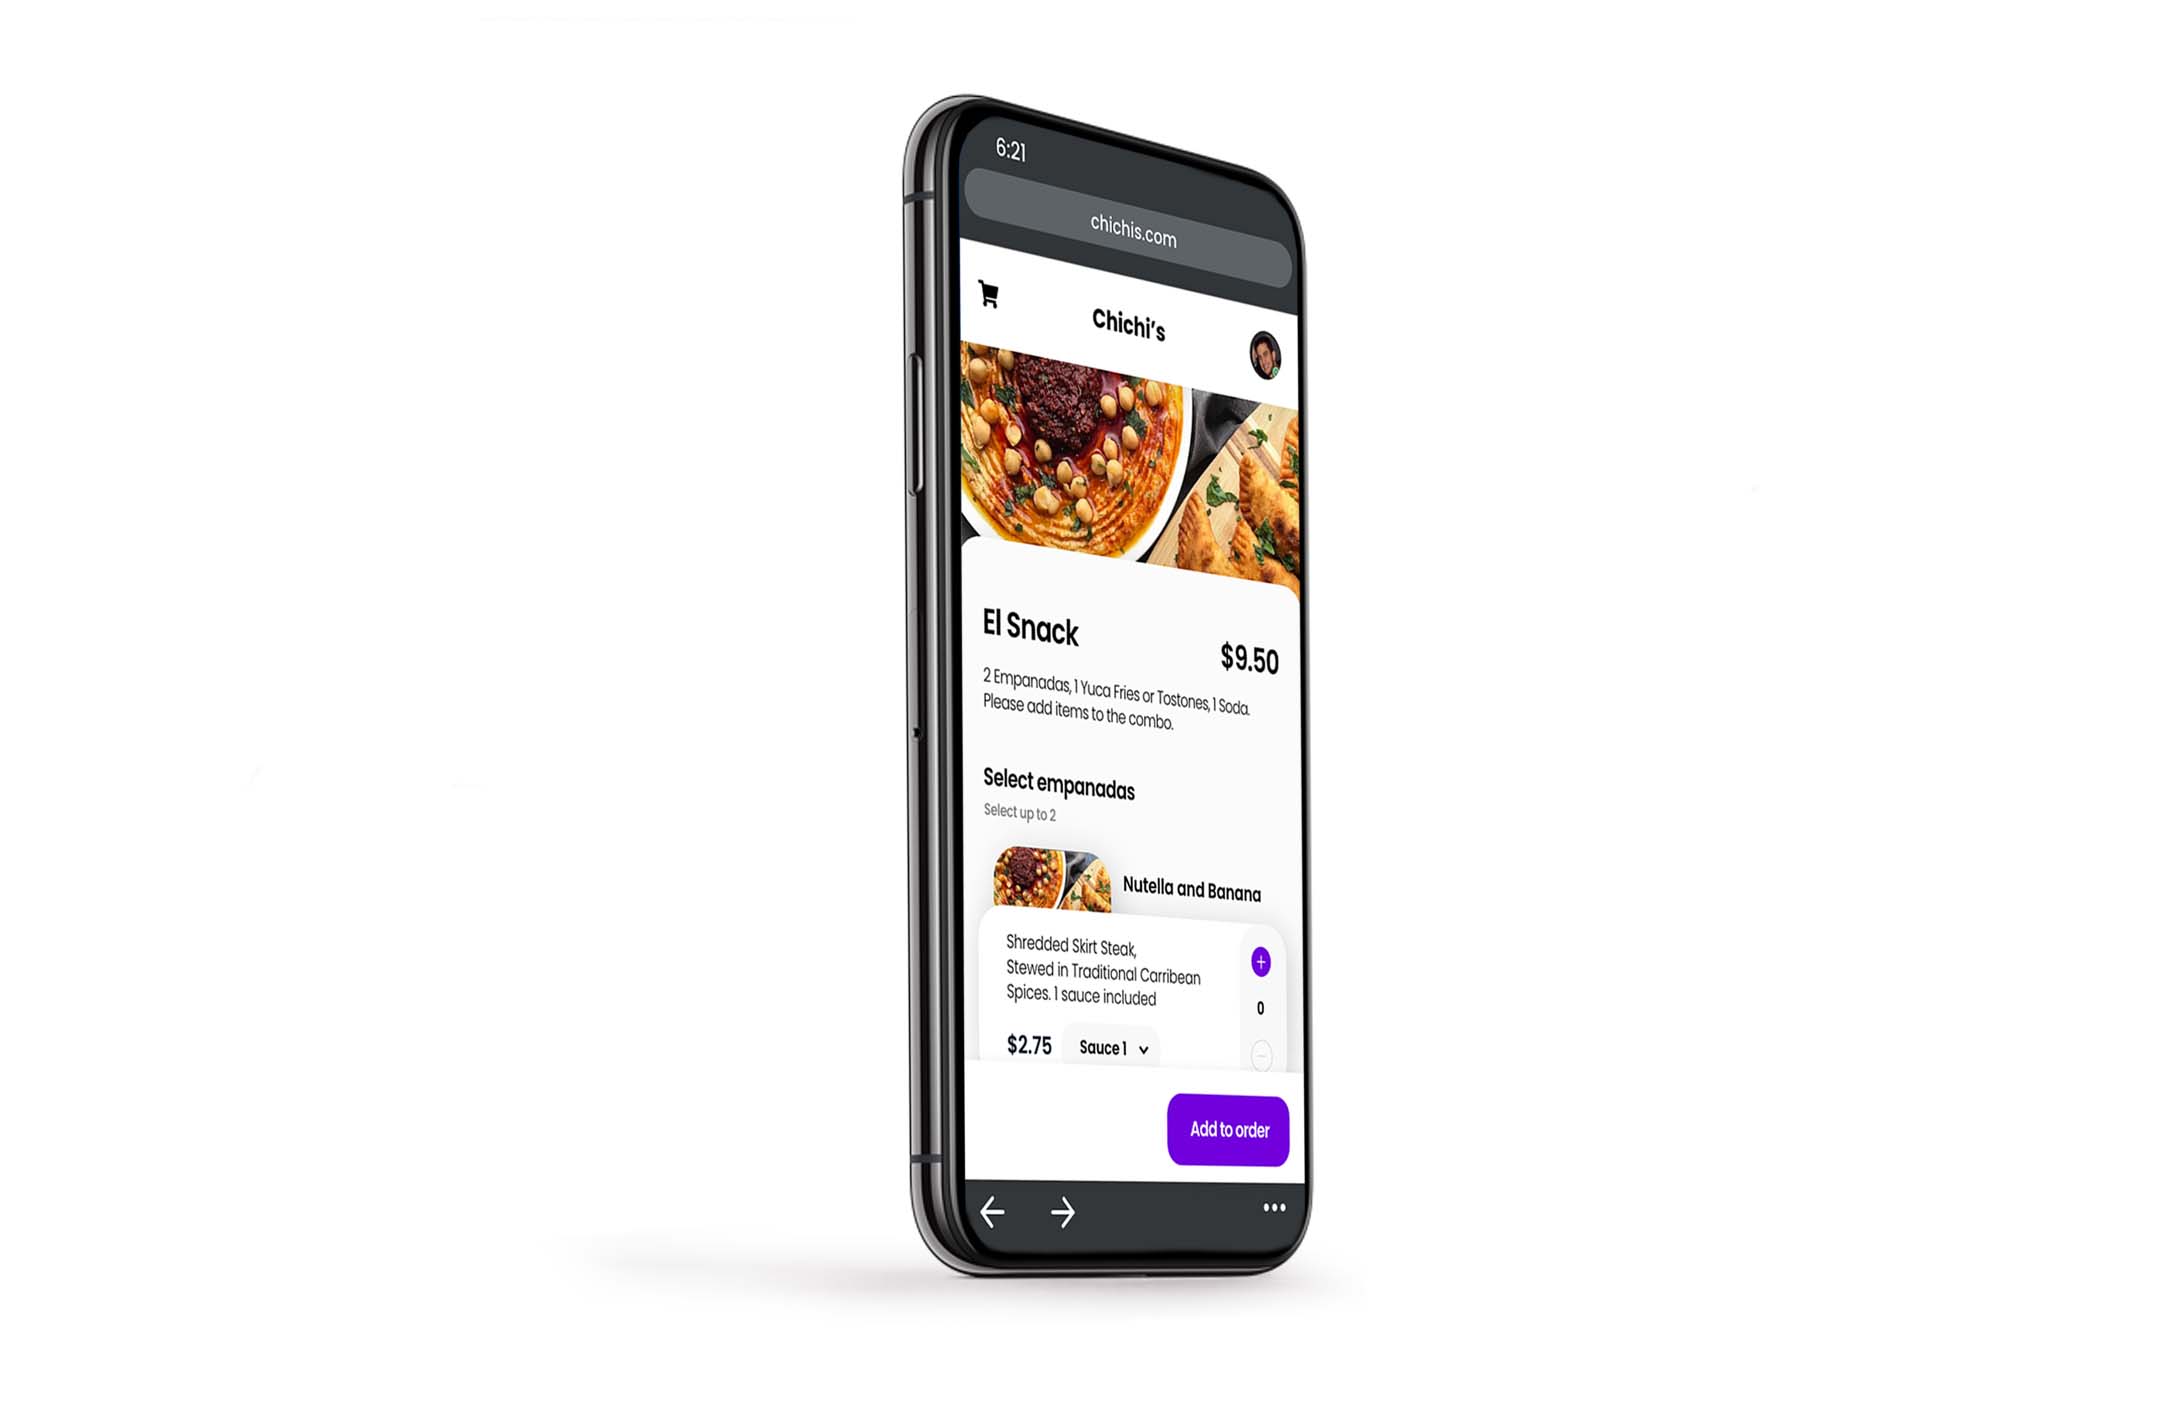 6:21
chichis.com
Chichi's
El Snack
$9.50
2 Empanadas, 1 Yuca Fries or Tostones, 1 Soda.
Please add items to the combo.
Select empanadas
Select up to 2
Nutella and Banana
Shredded Skirt Steak,
Stewed in Traditional Carribean
Spices. 1 sauce included
0
$2.75 Sauce 1
Add to order